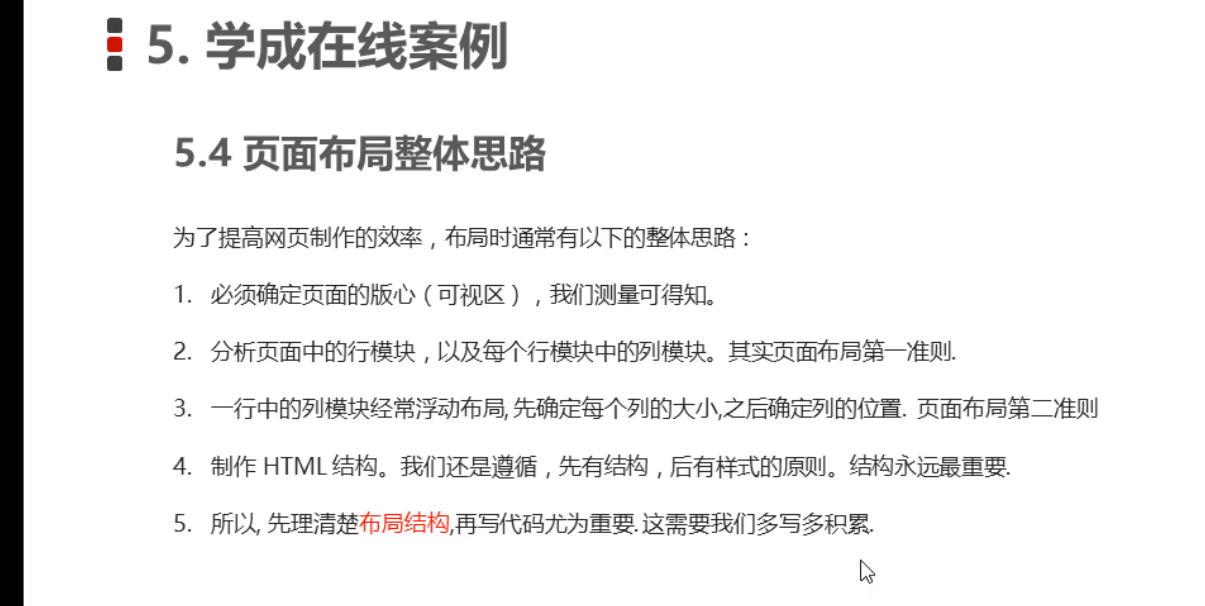 5. 学成在线案例
5.4 页面布局整体思路
为了提高网页制作的效率，布局时通常有以下的整体思路：
1. 必须确定页面的版心（可视区），我们测量可得知。
2. 分析页面中的行模块，以及每个行模块中的列模块。其实页面布局第一准则.
3. 一行中的列模块经常浮动布局, 先确定每个列的大小,之后确定列的位置. 页面布局第二准则
4. 制作 HTML 结构。我们还是遵循，先有结构，后有样式的原则。结构永远最重要.
5. 所以, 先理清楚布局结构,再写代码尤为重要. 这需要我们多写多积累.